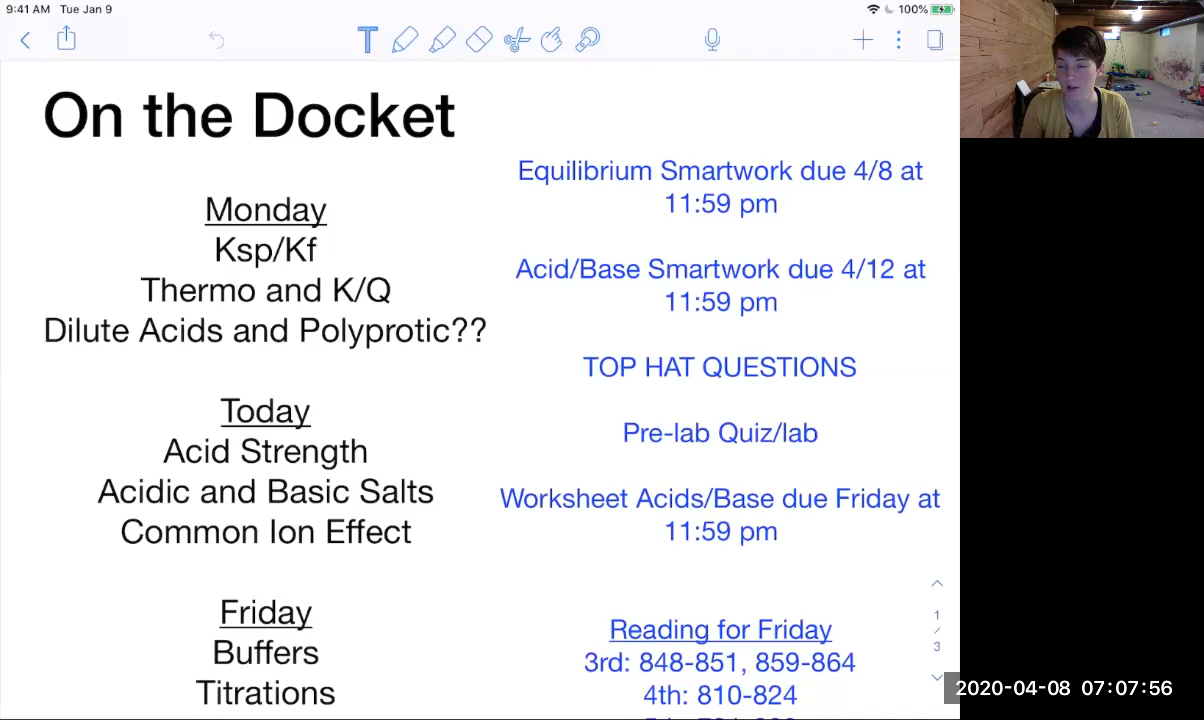 9:41 AM Tue Jan 9
100%
On the Docket
Monday
Ksp/Kf
Thermo and K/Q
Dilute Acids and Polyprotic??
Today
Acid Strength
Acidic and Basic Salts
Common Ion Effect
Friday
Buffers
Titrations
Equilibrium Smartwork due 4/8 at
11:59 pm
Acid/Base Smartwork due 4/12 at
11:59 pm
TOP HAT QUESTIONS
Pre-lab Quiz/lab
Worksheet Acids/Base due Friday at
11:59 pm
Reading for Friday
3rd: 848-851, 859-864
4th: 810-824
1
/
3
2020-04-08 07:07:56